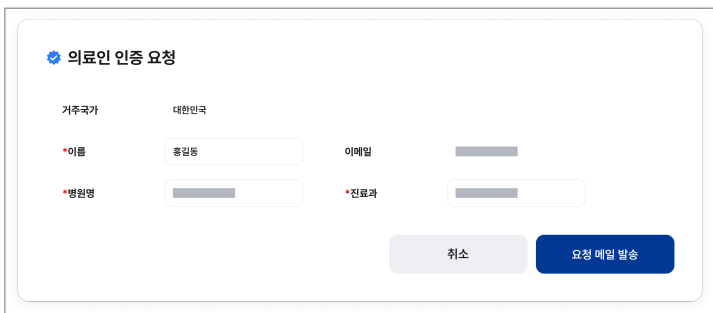 의료인 인증 요청
거주국가 대한민국
*이름 홍길동 이메일
*병원명 *진료과
취소 요청 메일 발송